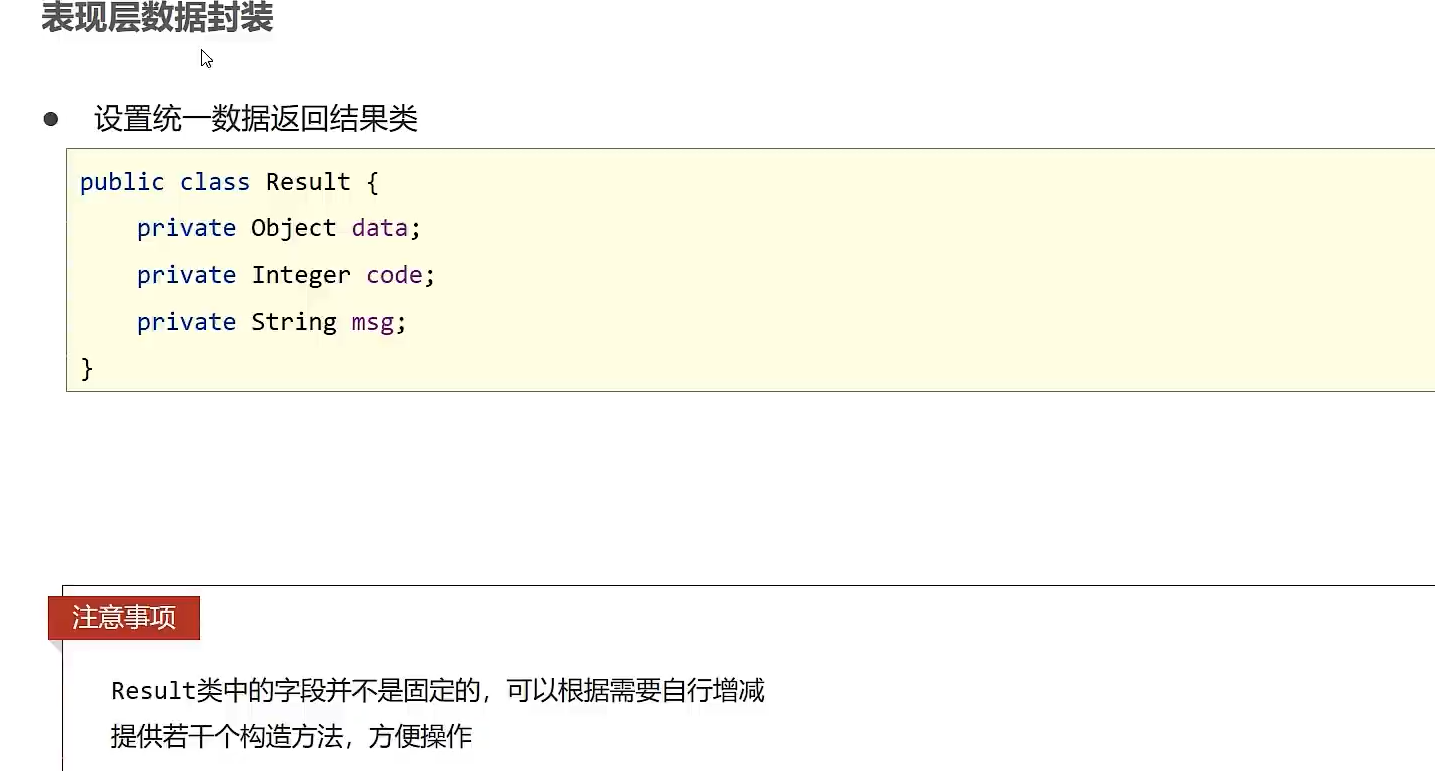 表现层数据封装
● 设置统一数据返回结果类
public class Result {
    private Object data;
    private Integer code;
    private String msg;
}
注意事项
Result类中的字段并不是固定的，可以根据需要自行增减
提供若干个构造方法，方便操作